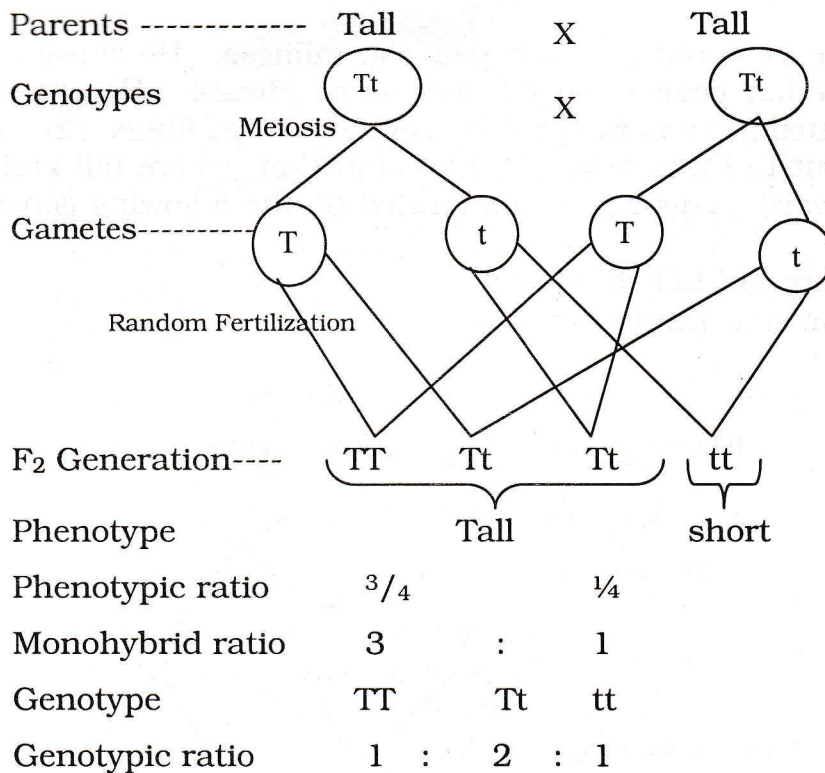 Parents ------------- Tall X Tall
Genotypes Tt X Tt
Meiosis
Gametes---------- T t T t
Random Fertilization
F₂ Generation---- TT Tt Tt tt
Phenotype Tall short
Phenotypic ratio ³/₄ ¼
Monohybrid ratio 3 : 1
Genotype TT Tt tt
Genotypic ratio 1 : 2 : 1